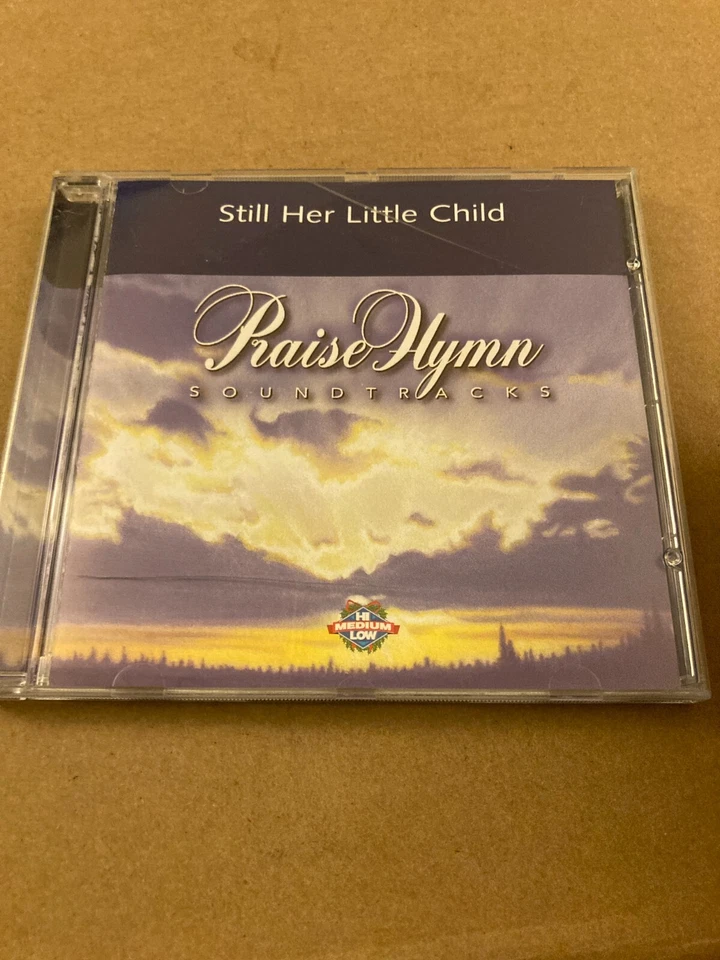 Still Her Little Child
Praise Hymn
SOUNDTRACKS
HI
MEDIUM
LOW